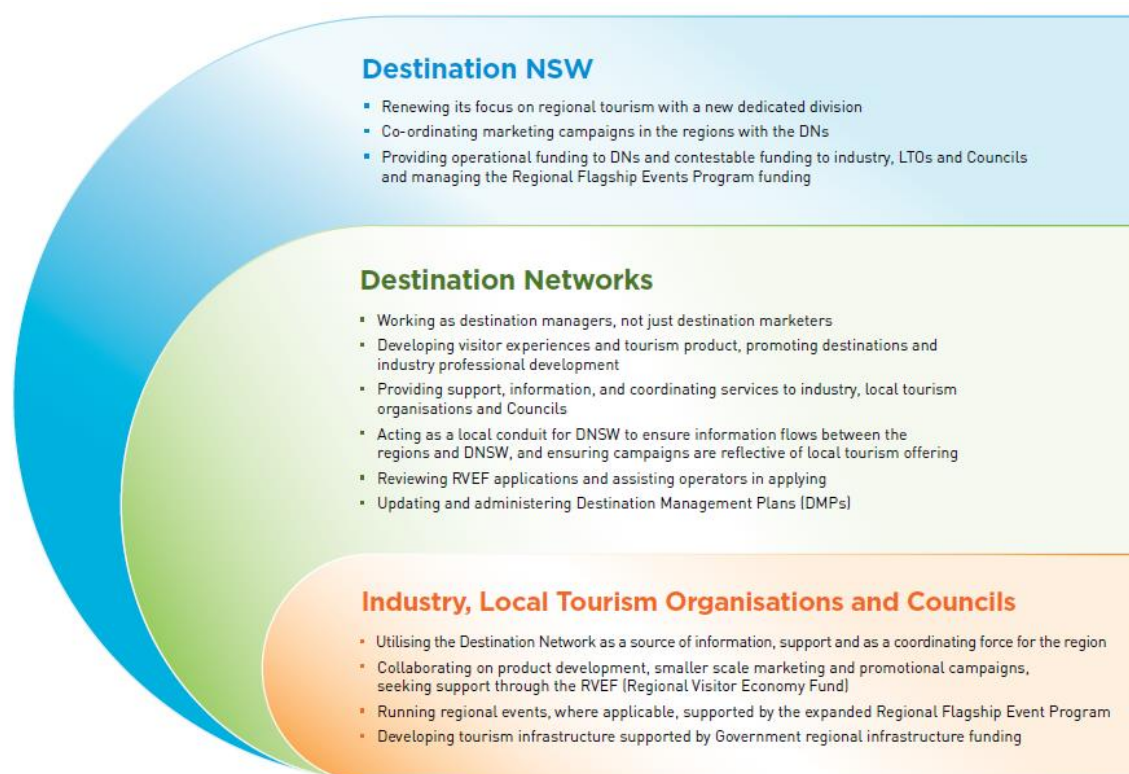 Destination NSW
▪ Renewing its focus on regional tourism with a new dedicated division
▪ Co-ordinating marketing campaigns in the regions with the DNs
▪ Providing operational funding to DNs and contestable funding to industry, LTOs and Councils
and managing the Regional Flagship Events Program funding
Destination Networks
▪ Working as destination managers, not just destination marketers
▪ Developing visitor experiences and tourism product, promoting destinations and
industry professional development
▪ Providing support, information, and coordinating services to industry, local tourism
organisations and Councils
▪ Acting as a local conduit for DNSW to ensure information flows between the
regions and DNSW, and ensuring campaigns are reflective of local tourism offering
▪ Reviewing RVEF applications and assisting operators in applying
▪ Updating and administering Destination Management Plans (DMPs)
Industry, Local Tourism Organisations and Councils
▪ Utilising the Destination Network as a source of information, support and as a coordinating force for the region
▪ Collaborating on product development, smaller scale marketing and promotional campaigns,
seeking support through the RVEF (Regional Visitor Economy Fund)
▪ Running regional events, where applicable, supported by the expanded Regional Flagship Event Program
▪ Developing tourism infrastructure supported by Government regional infrastructure funding